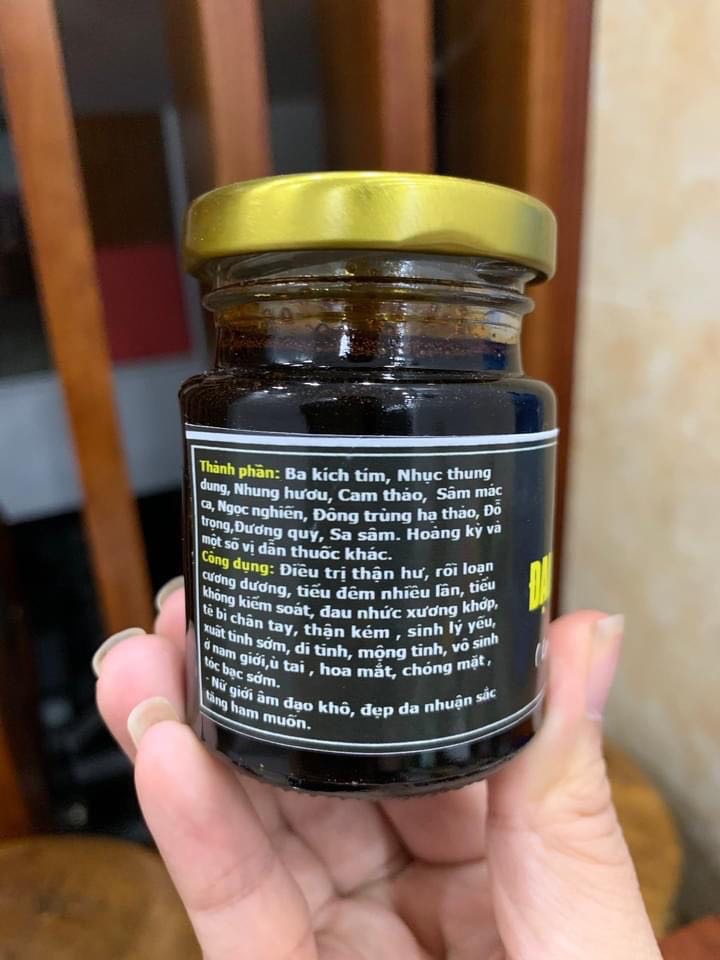 Thành phần: Ba kích tím, Nhục thung
dung, Nhung hươu, Cam thảo, Sâm mác
ca, Ngọc nghiến, Đông trùng hạ thảo, Đỗ
trọng,Đương quy, Sa sâm. Hoàng kỳ và
một số vị dẫn thuốc khác.
Công dụng: Điều trị thận hư, rối loạn
cương dương, tiểu đêm nhiều lần, tiểu
không kiểm soát, đau nhức xương khớp,
tê bì chân tay, thận kém , sinh lý yếu,
xuất tinh sớm, di tinh, mộng tinh, vô sinh
ở nam giới,ù tai , hoa mắt, chóng mặt ,
tóc bạc sớm.
- Nữ giới âm đạo khô, đẹp da nhuận sắc
tăng ham muốn.